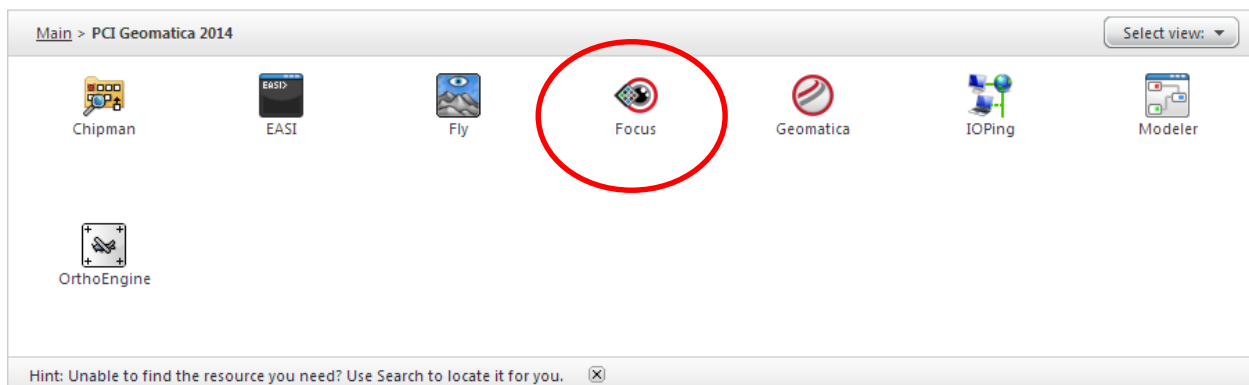 Main > PCI Geomatica 2014
Select view:
EASI>
Chipman
EASI
Fly
Focus
Geomatica
IOPing
Modeler
OrthoEngine
Hint: Unable to find the resource you need? Use Search to locate it for you.